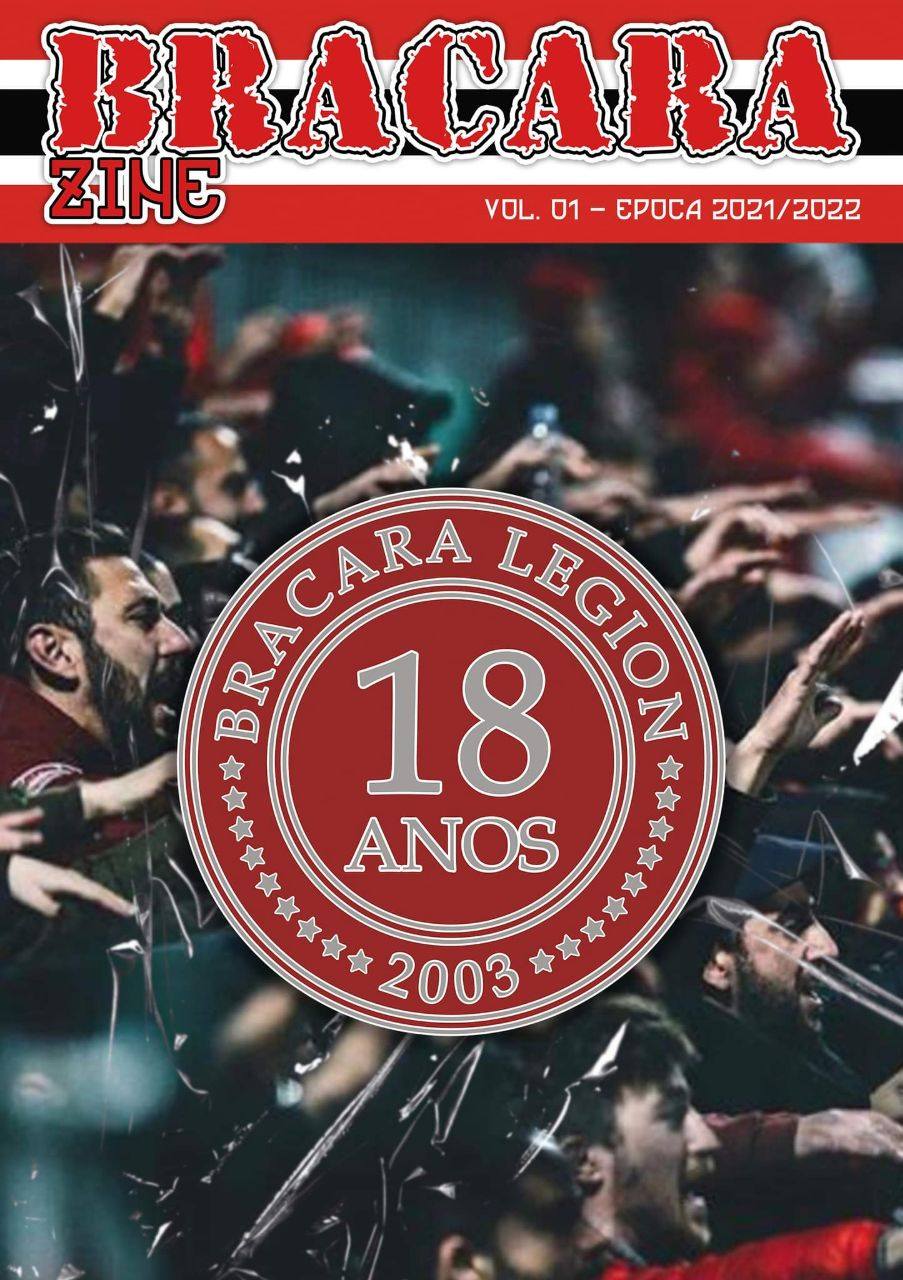 BRACARA
ZINE
VOL. 01 – EPOCA 2021/2022
BRACARA LEGION
18
ANOS
2003